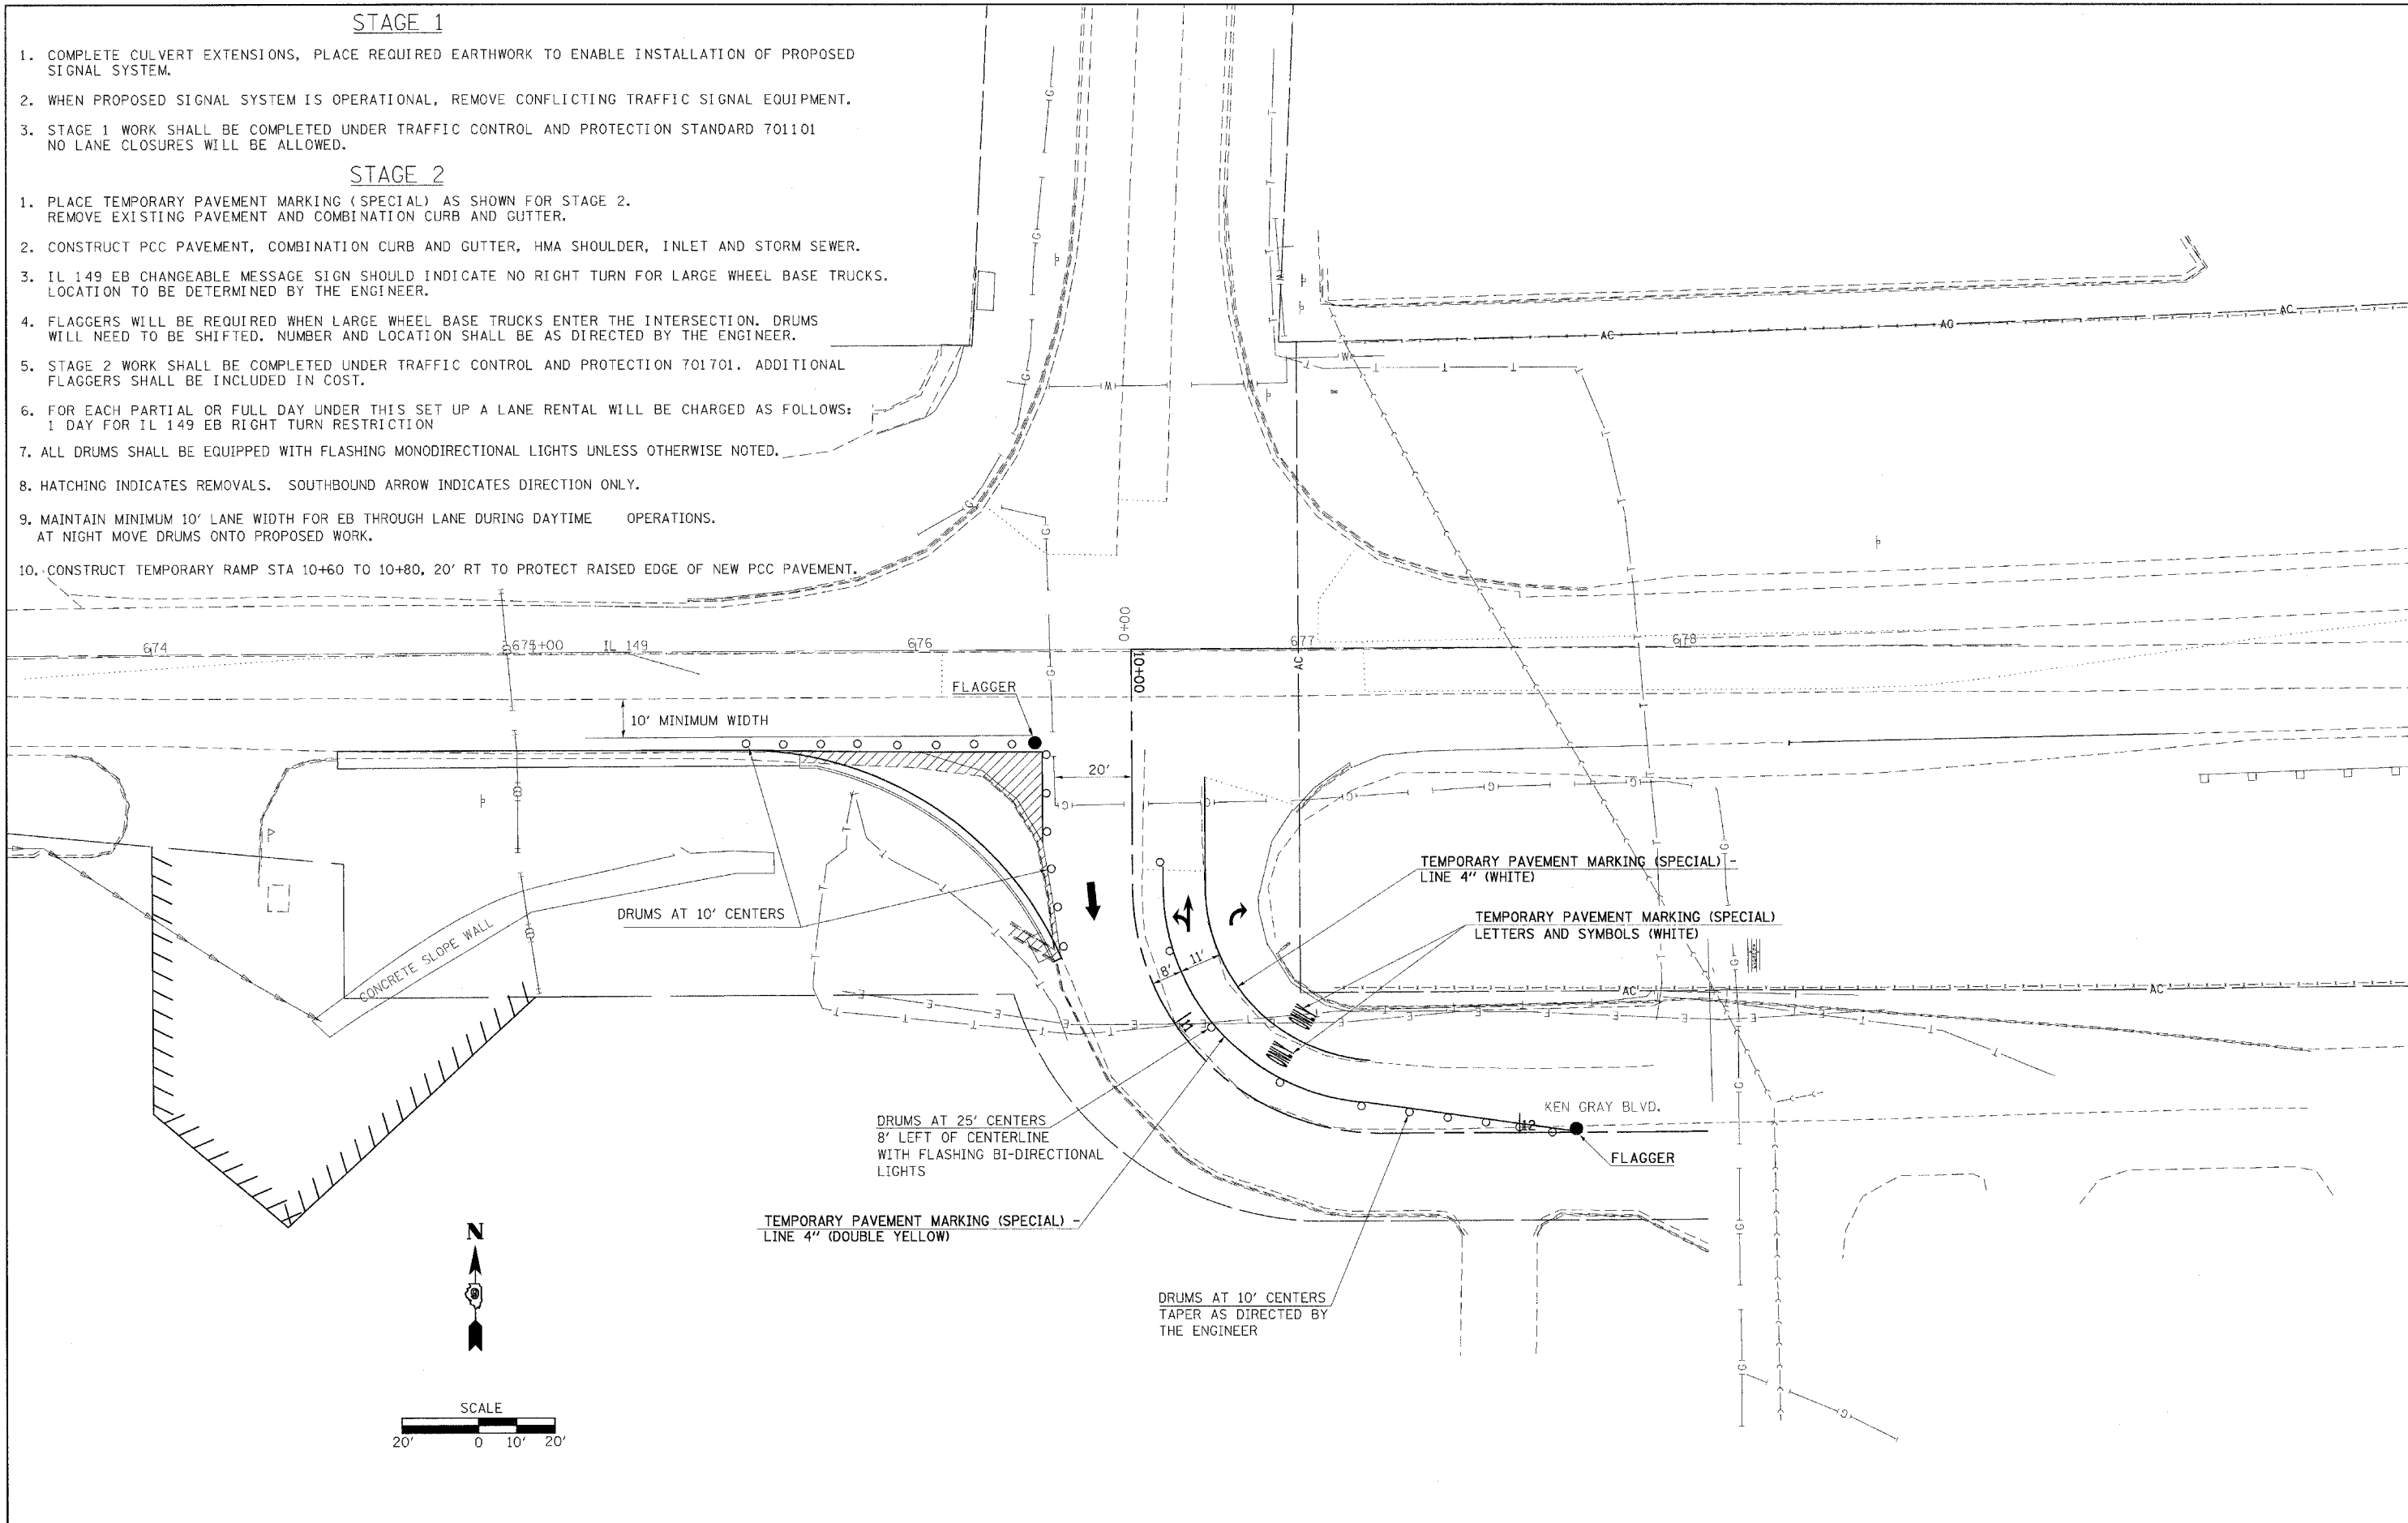 STAGE 1
1. COMPLETE CULVERT EXTENSIONS, PLACE REQUIRED EARTHWORK TO ENABLE INSTALLATION OF PROPOSED
SIGNAL SYSTEM.
2. WHEN PROPOSED SIGNAL SYSTEM IS OPERATIONAL, REMOVE CONFLICTING TRAFFIC SIGNAL EQUIPMENT.
3. STAGE 1 WORK SHALL BE COMPLETED UNDER TRAFFIC CONTROL AND PROTECTION STANDARD 701101
NO LANE CLOSURES WILL BE ALLOWED.
STAGE 2
1. PLACE TEMPORARY PAVEMENT MARKING (SPECIAL) AS SHOWN FOR STAGE 2.
REMOVE EXISTING PAVEMENT AND COMBINATION CURB AND GUTTER.
2. CONSTRUCT PCC PAVEMENT, COMBINATION CURB AND GUTTER, HMA SHOULDER, INLET AND STORM SEWER.
3. IL 149 EB CHANGEABLE MESSAGE SIGN SHOULD INDICATE NO RIGHT TURN FOR LARGE WHEEL BASE TRUCKS.
LOCATION TO BE DETERMINED BY THE ENGINEER.
4. FLAGGERS WILL BE REQUIRED WHEN LARGE WHEEL BASE TRUCKS ENTER THE INTERSECTION. DRUMS
WILL NEED TO BE SHIFTED. NUMBER AND LOCATION SHALL BE AS DIRECTED BY THE ENGINEER.
5. STAGE 2 WORK SHALL BE COMPLETED UNDER TRAFFIC CONTROL AND PROTECTION 701701. ADDITIONAL
FLAGGERS SHALL BE INCLUDED IN COST.
6. FOR EACH PARTIAL OR FULL DAY UNDER THIS SET UP A LANE RENTAL WILL BE CHARGED AS FOLLOWS:
1 DAY FOR IL 149 EB RIGHT TURN RESTRICTION
7. ALL DRUMS SHALL BE EQUIPPED WITH FLASHING MONODIRECTIONAL LIGHTS UNLESS OTHERWISE NOTED.
8. HATCHING INDICATES REMOVALS. SOUTHBOUND ARROW INDICATES DIRECTION ONLY.
9. MAINTAIN MINIMUM 10' LANE WIDTH FOR EB THROUGH LANE DURING DAYTIME OPERATIONS.
AT NIGHT MOVE DRUMS ONTO PROPOSED WORK.
10. CONSTRUCT TEMPORARY RAMP STA 10+60 TO 10+80, 20' RT TO PROTECT RAISED EDGE OF NEW PCC PAVEMENT.
AC AC AC
0+00
674 675+00 IL 149 676 677 678
AC
10+00
FLAGGER
10' MINIMUM WIDTH
20'
TEMPORARY PAVEMENT MARKING (SPECIAL) -
LINE 4" (WHITE)
DRUMS AT 10' CENTERS
TEMPORARY PAVEMENT MARKING (SPECIAL)
LETTERS AND SYMBOLS (WHITE)
CONCRETE SLOPE WALL
8' 11'
AC AC
11
KEN GRAY BLVD.
12
DRUMS AT 25' CENTERS
8' LEFT OF CENTERLINE
WITH FLASHING BI-DIRECTIONAL
LIGHTS
FLAGGER
TEMPORARY PAVEMENT MARKING (SPECIAL) -
LINE 4" (DOUBLE YELLOW)
N
DRUMS AT 10' CENTERS
TAPER AS DIRECTED BY
THE ENGINEER
SCALE
20' 0 10' 20'